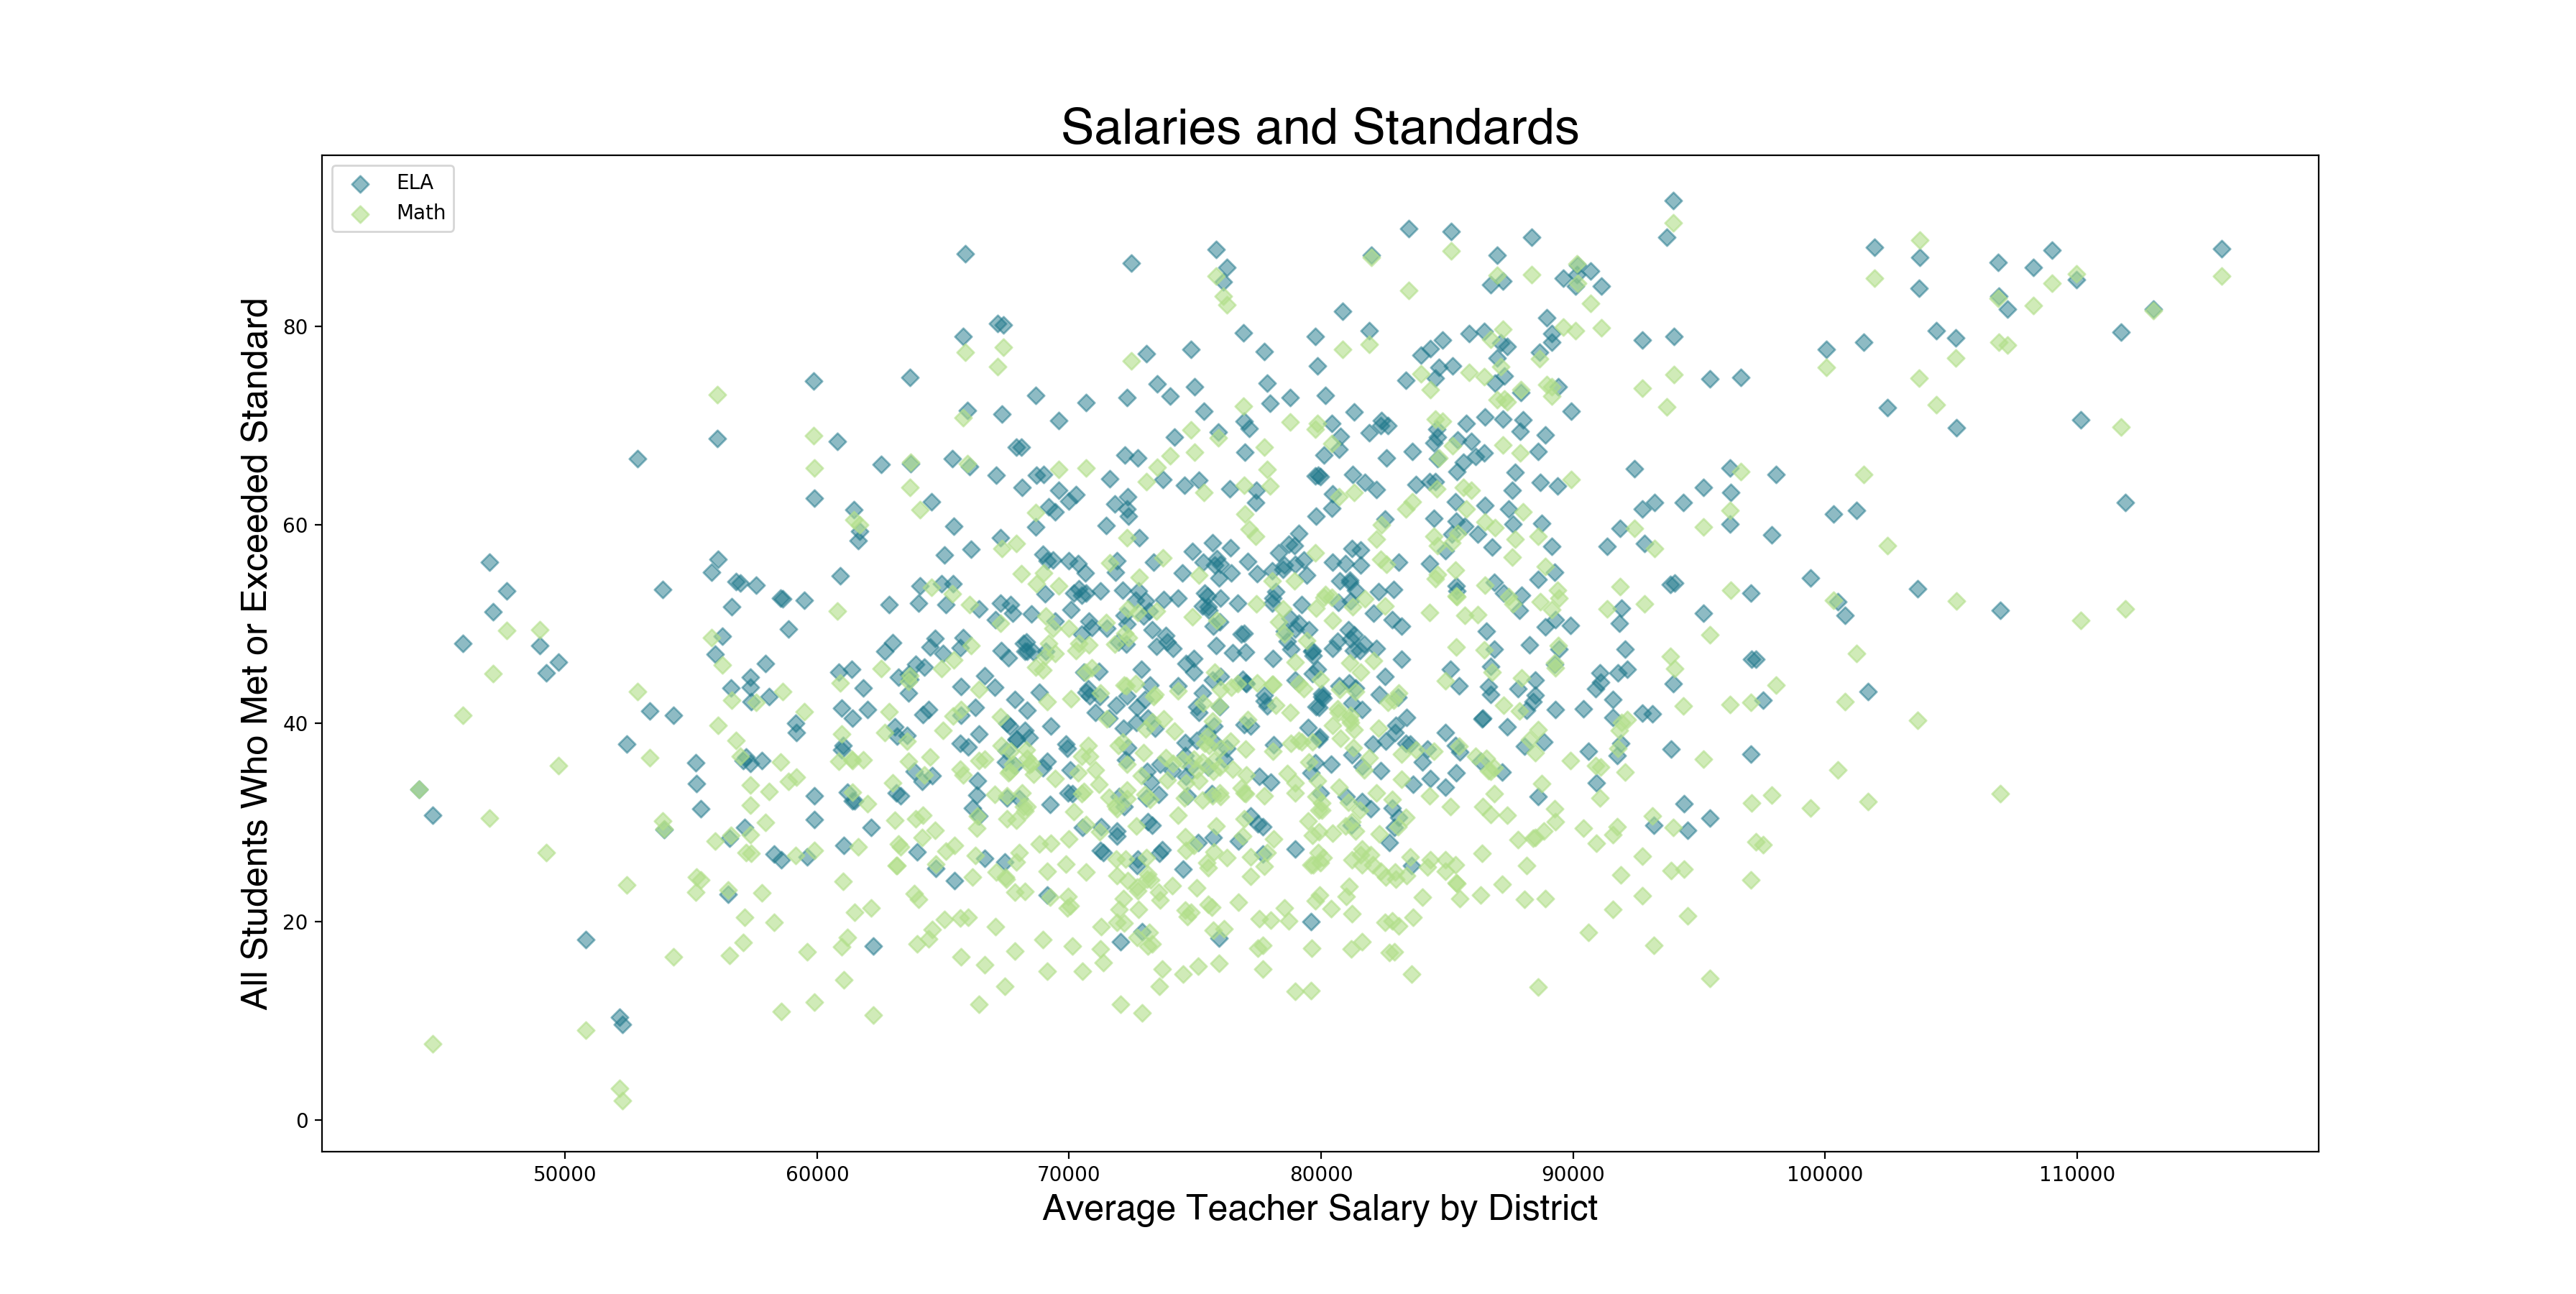 Salaries and Standards
ELA
Math
All Students Who Met or Exceeded Standard
80
60
40
20
0
50000 60000 70000 80000 90000 100000 110000
Average Teacher Salary by District